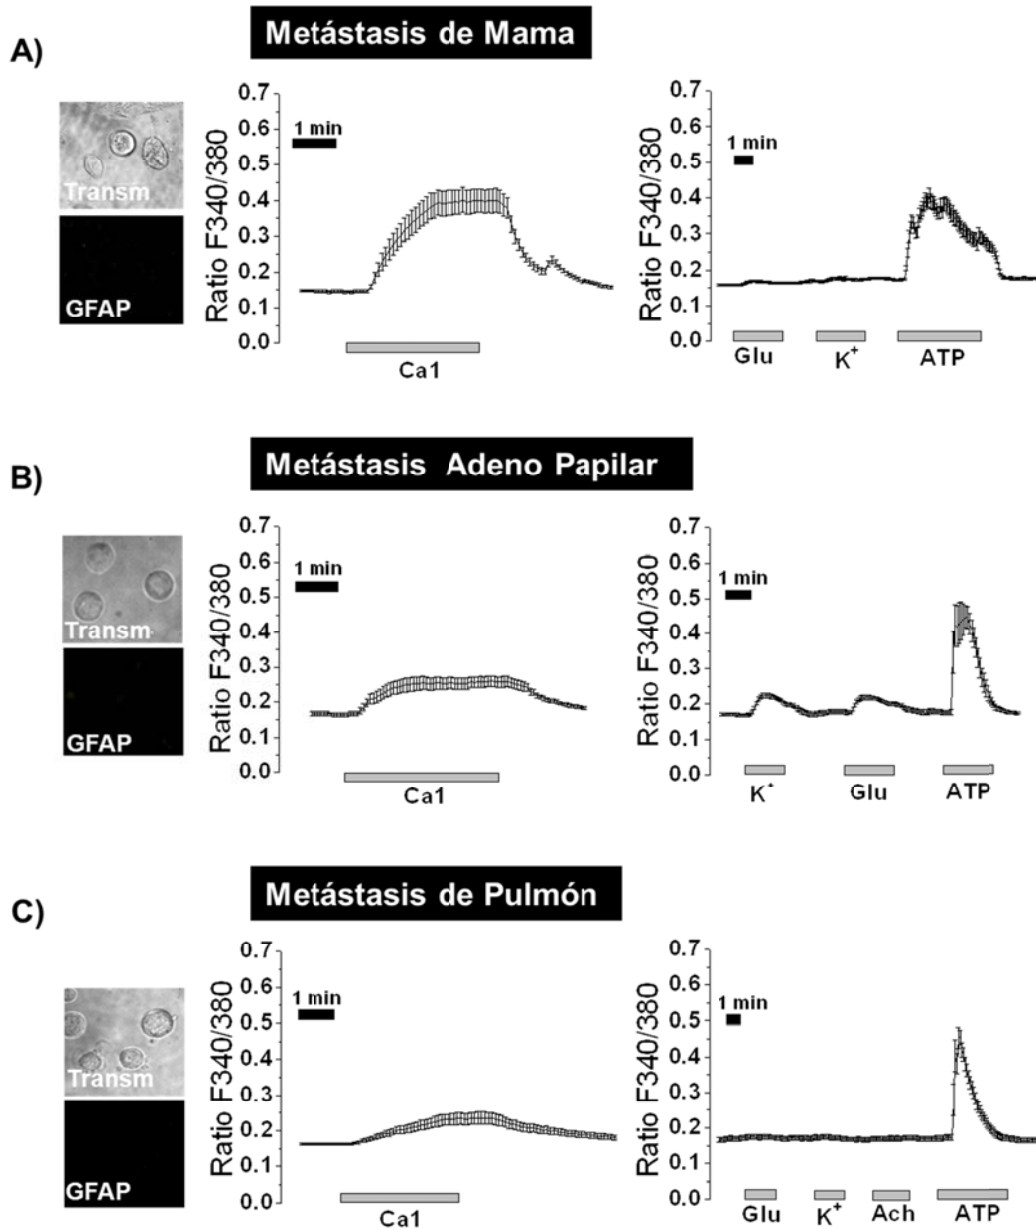 A)
Metástasis de Mama
Transm
GFAP
Ratio F340/380
0.7
0.6
0.5
0.4
0.3
0.2
0.1
0.0
1 min
Ca1
Ratio F340/380
0.7
0.6
0.5
0.4
0.3
0.2
0.1
0.0
1 min
Glu K+ ATP
B)
Metástasis Adeno Papilar
Transm
GFAP
Ratio F340/380
0.7
0.6
0.5
0.4
0.3
0.2
0.1
0.0
1 min
Ca1
Ratio F340/380
0.7
0.6
0.5
0.4
0.3
0.2
0.1
0.0
1 min
K+ Glu ATP
C)
Metástasis de Pulmón
Transm
GFAP
Ratio F340/380
0.7
0.6
0.5
0.4
0.3
0.2
0.1
0.0
1 min
Ca1
Ratio F340/380
0.7
0.6
0.5
0.4
0.3
0.2
0.1
0.0
1 min
Glu K+ Ach ATP